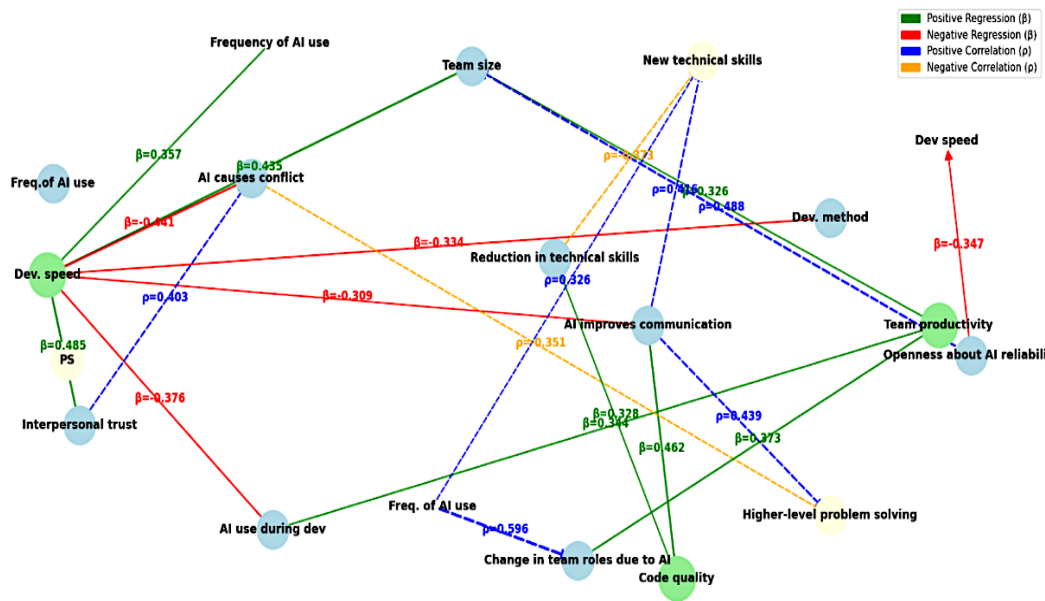 Positive Regression (β)
Negative Regression (β)
Positive Correlation (ρ)
Negative Correlation (ρ)
Frequency of AI use
Team size
New technical skills
Dev speed
β=0.357
β=0.435
ρ=-0.373
AI causes conflict
Freq.of AI use
β=0.326
ρ=0.488
β=-0.441
Dev. method
β=-0.334
β=-0.347
Reduction in technical skills
Dev. speed
ρ=0.326
ρ=0.403
β=-0.309
AI improves communication
Team productivity
β=0.485
ρ=-0.351
PS
Openness about AI reliabili
β=-0.376
β=0.328
β=0.344
ρ=0.439
Interpersonal trust
β=0.373
β=0.462
Freq. of AI use
Higher-level problem solving
AI use during dev
ρ=0.596
Change in team roles due to AI
Code quality